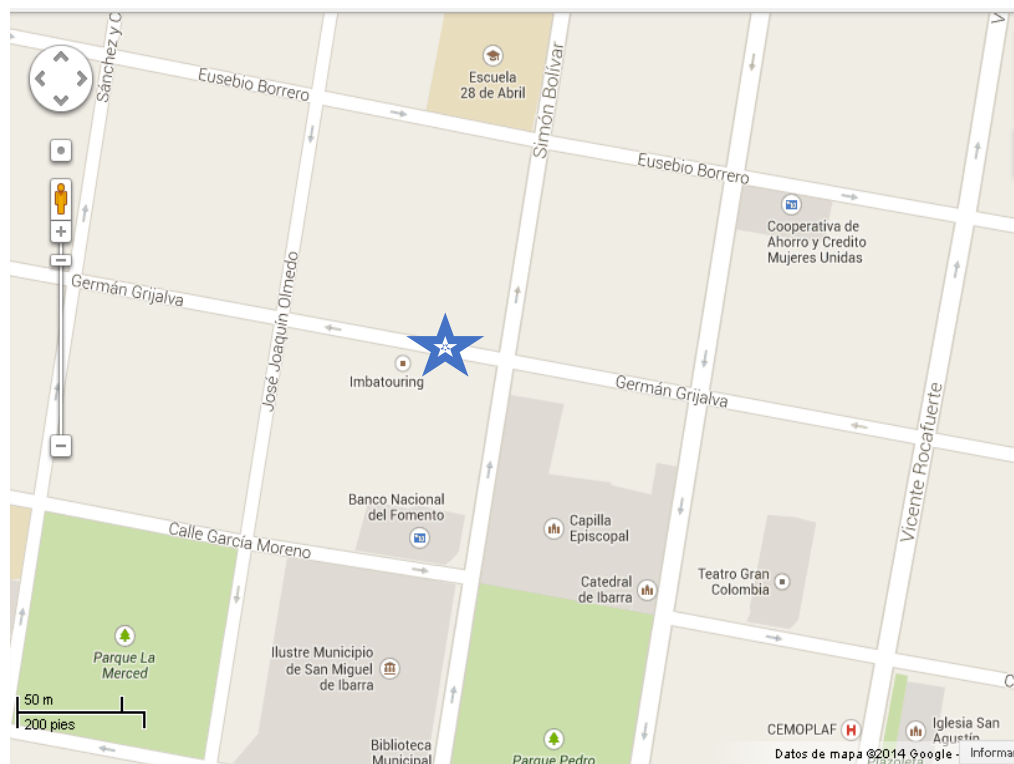 Sánchez y C
Eusebio Borrero
Escuela
28 de Abril
Simón Bolívar
Eusebio Borrero
Cooperativa de
Ahorro y Credito
Mujeres Unidas
Germán Grijalva
José Joaquín Olmedo
Imbatouring
Germán Grijalva
Vicente Rocafuerte
Banco Nacional
del Fomento
Calle García Moreno
Capilla
Episcopal
Catedral
de Ibarra
Teatro Gran
Colombia
Parque La
Merced
Ilustre Municipio
de San Miguel
de Ibarra
50 m
200 pies
CEMOPLAF
H
Iglesia San
Agustín
Biblioteca
Municipal
Parque Pedro
Plazoleta
Datos de mapa ©2014 Google -
Informa